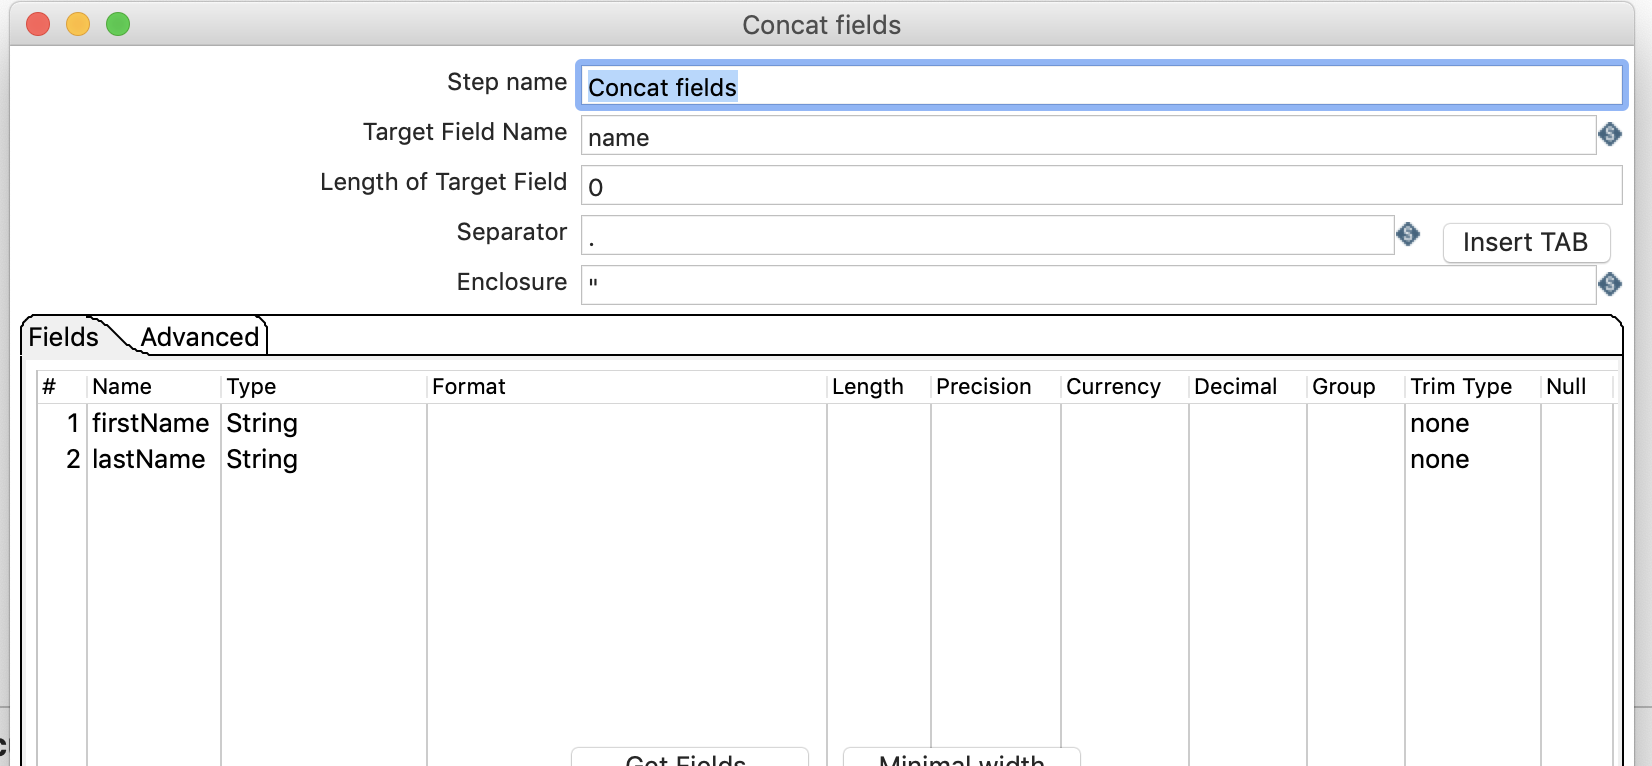 Concat fields
Step name Concat fields
Target Field Name name
Length of Target Field 0
Separator . Insert TAB
Enclosure "
Fields Advanced
# Name Type Format Length Precision Currency Decimal Group Trim Type Null
1 firstName String none
2 lastName String none
Get Fields Minimal width